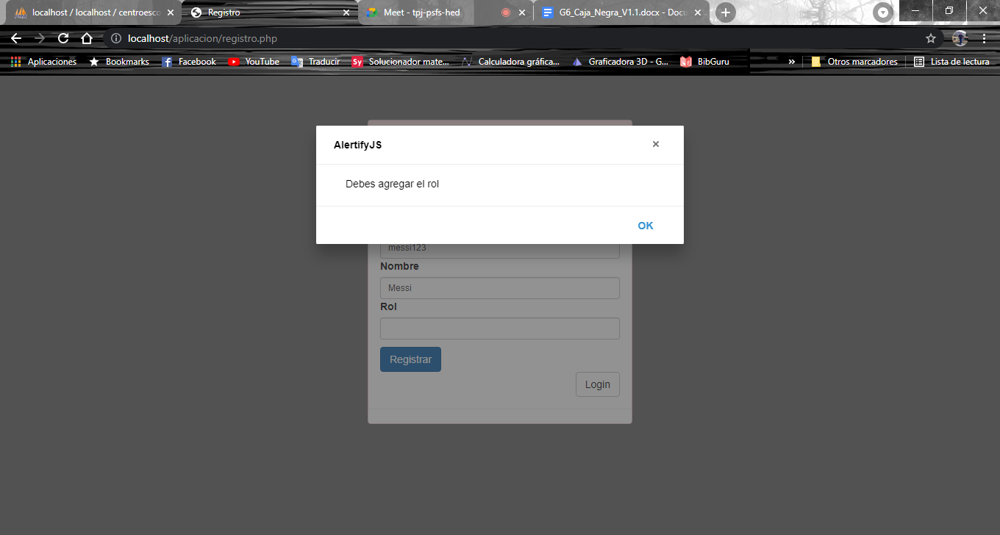 localhost / localhost / centroesco
Registro
Meet - tpj-psfs-hed
G6_Caja_Negra_V1.1.docx - Docu
localhost/aplicacion/registro.php
Aplicaciones
Bookmarks
Facebook
YouTube
Traducir
Sy
Solucionador mate...
Calculadora gráfica...
Graficadora 3D - G...
BibGuru
»
Otros marcadores
Lista de lectura
AlertifyJS
Debes agregar el rol
OK
messi123
Nombre
Messi
Rol
Registrar
Login